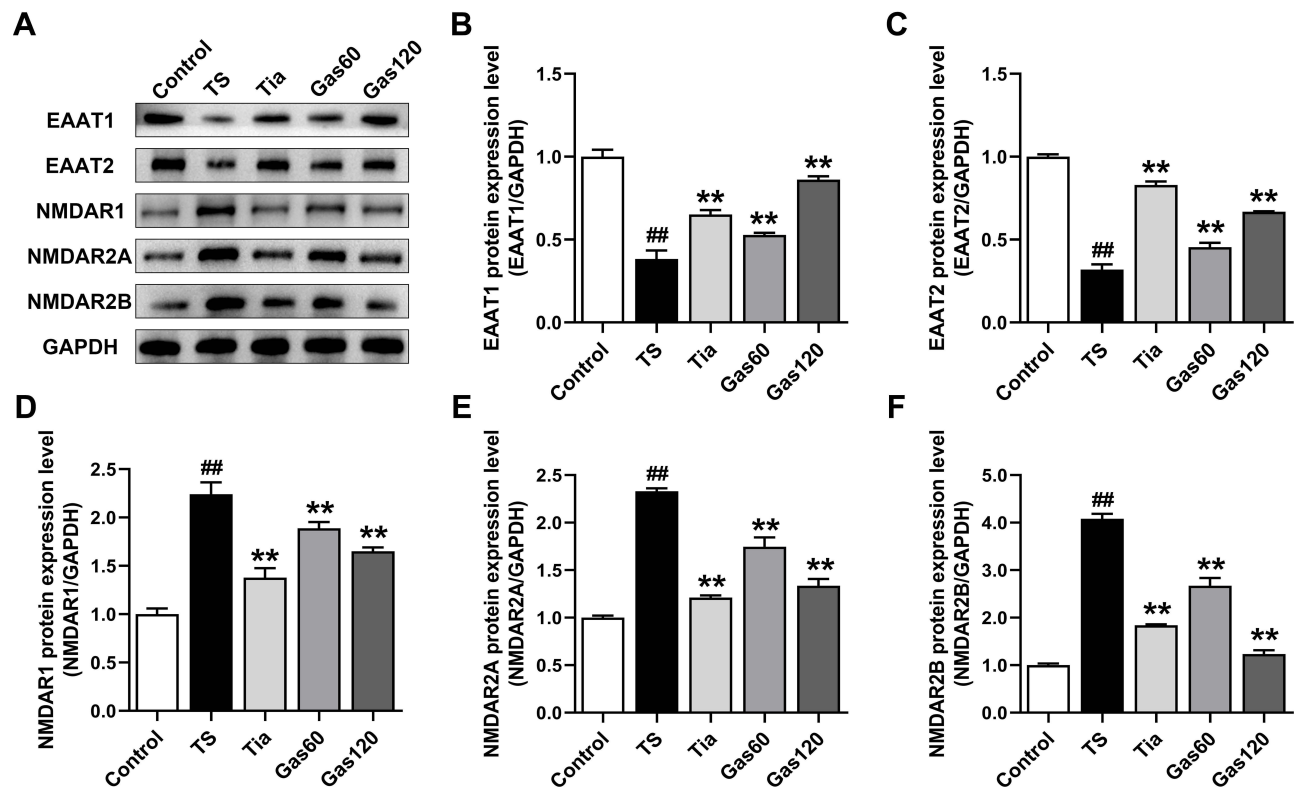 A
Control
TS
Tia
Gas60
Gas120
EAAT1
EAAT2
NMDAR1
NMDAR2A
NMDAR2B
GAPDH
B
EAAT1 protein expression level
(EAAT1/GAPDH)
1.5
1.0
0.5
0.0
##
**
**
**
Control
TS
Tia
Gas60
Gas120
C
EAAT2 protein expression level
(EAAT2/GAPDH)
1.5
1.0
0.5
0.0
##
**
**
**
Control
TS
Tia
Gas60
Gas120
D
NMDAR1 protein expression level
(NMDAR1/GAPDH)
2.5
2.0
1.5
1.0
0.5
0.0
##
**
**
**
Control
TS
Tia
Gas60
Gas120
E
NMDAR2A protein expression level
(NMDAR2A/GAPDH)
2.5
2.0
1.5
1.0
0.5
0.0
##
**
**
**
Control
TS
Tia
Gas60
Gas120
F
NMDAR2B protein expression level
(NMDAR2B/GAPDH)
5.0
4.0
3.0
2.0
1.0
0.0
##
**
**
**
Control
TS
Tia
Gas60
Gas120